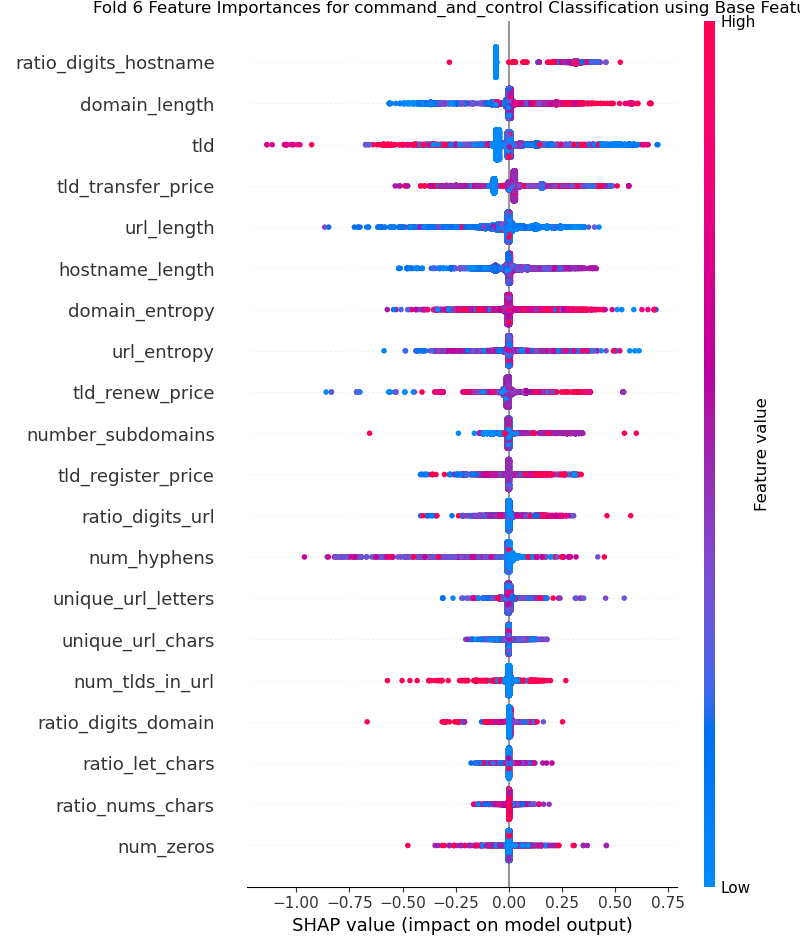 Fold 6 Feature Importances for command_and_control Classification using Base Featu
High
ratio_digits_hostname
domain_length
tld
tld_transfer_price
url_length
hostname_length
domain_entropy
url_entropy
tld_renew_price
number_subdomains
tld_register_price
ratio_digits_url
num_hyphens
unique_url_letters
unique_url_chars
num_tlds_in_url
ratio_digits_domain
ratio_let_chars
ratio_nums_chars
num_zeros
Feature value
Low
−1.00 −0.75 −0.50 −0.25 0.00 0.25 0.50 0.75
SHAP value (impact on model output)